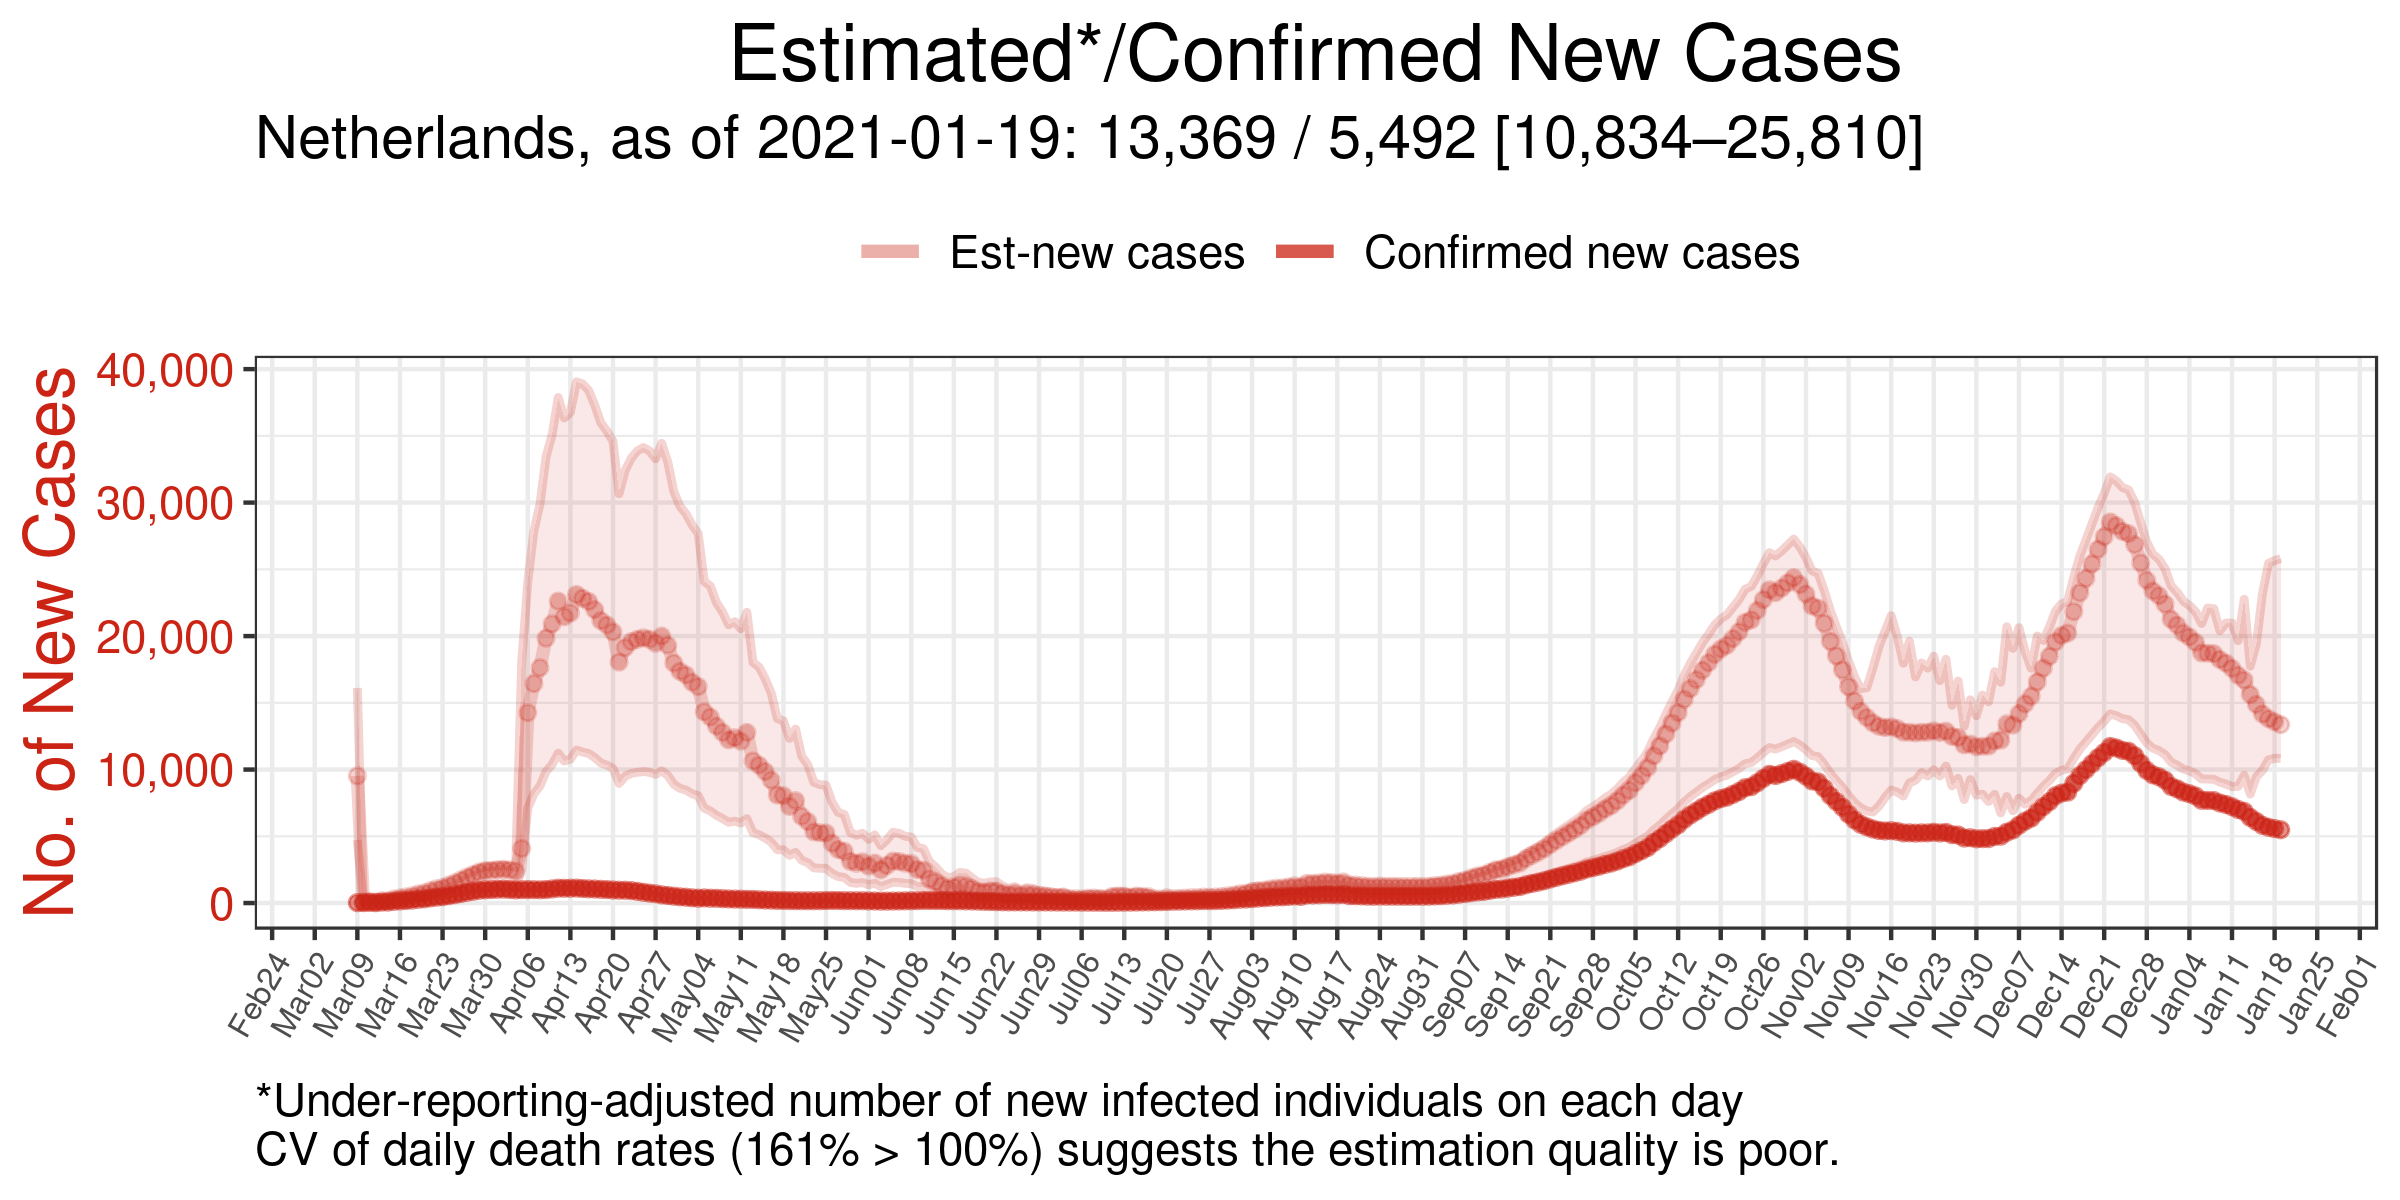 Estimated*/Confirmed New Cases
Netherlands, as of 2021-01-19: 13,369 / 5,492 [10,834–25,810]
Est-new cases
Confirmed new cases
No. of New Cases
40,000
30,000
20,000
10,000
0
Feb24
Mar02
Mar09
Mar16
Mar23
Mar30
Apr06
Apr13
Apr20
Apr27
May04
May11
May18
May25
Jun01
Jun08
Jun15
Jun22
Jun29
Jul06
Jul13
Jul20
Jul27
Aug03
Aug10
Aug17
Aug24
Aug31
Sep07
Sep14
Sep21
Sep28
Oct05
Oct12
Oct19
Oct26
Nov02
Nov09
Nov16
Nov23
Nov30
Dec07
Dec14
Dec21
Dec28
Jan04
Jan11
Jan18
Jan25
Feb01
*Under-reporting-adjusted number of new infected individuals on each day
CV of daily death rates (161% > 100%) suggests the estimation quality is poor.